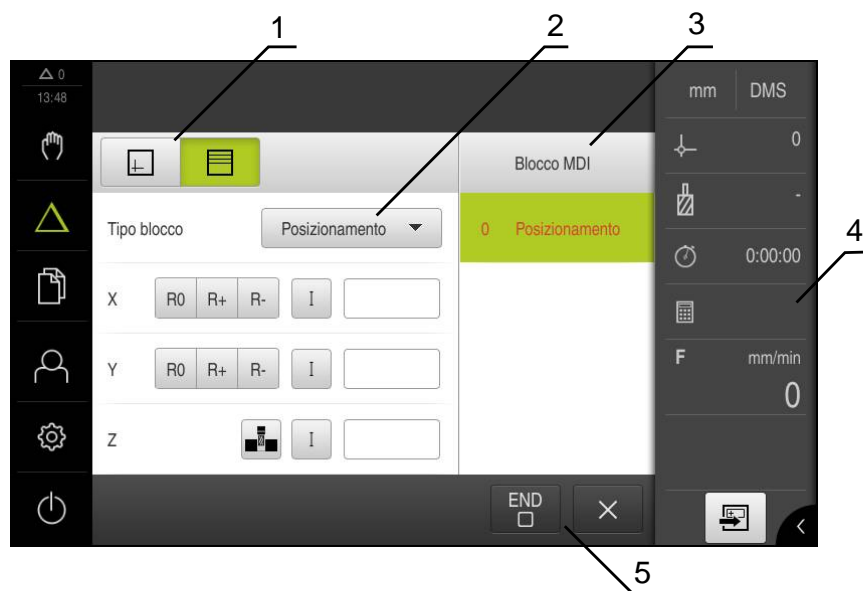 1
2
3
0
13:48
mm DMS
0
Blocco MDI
-
Tipo blocco Posizionamento
0 Posizionamento
4
0:00:00
X R0 R+ R- I
F mm/min
Y R0 R+ R- I
0
Z I
END
5